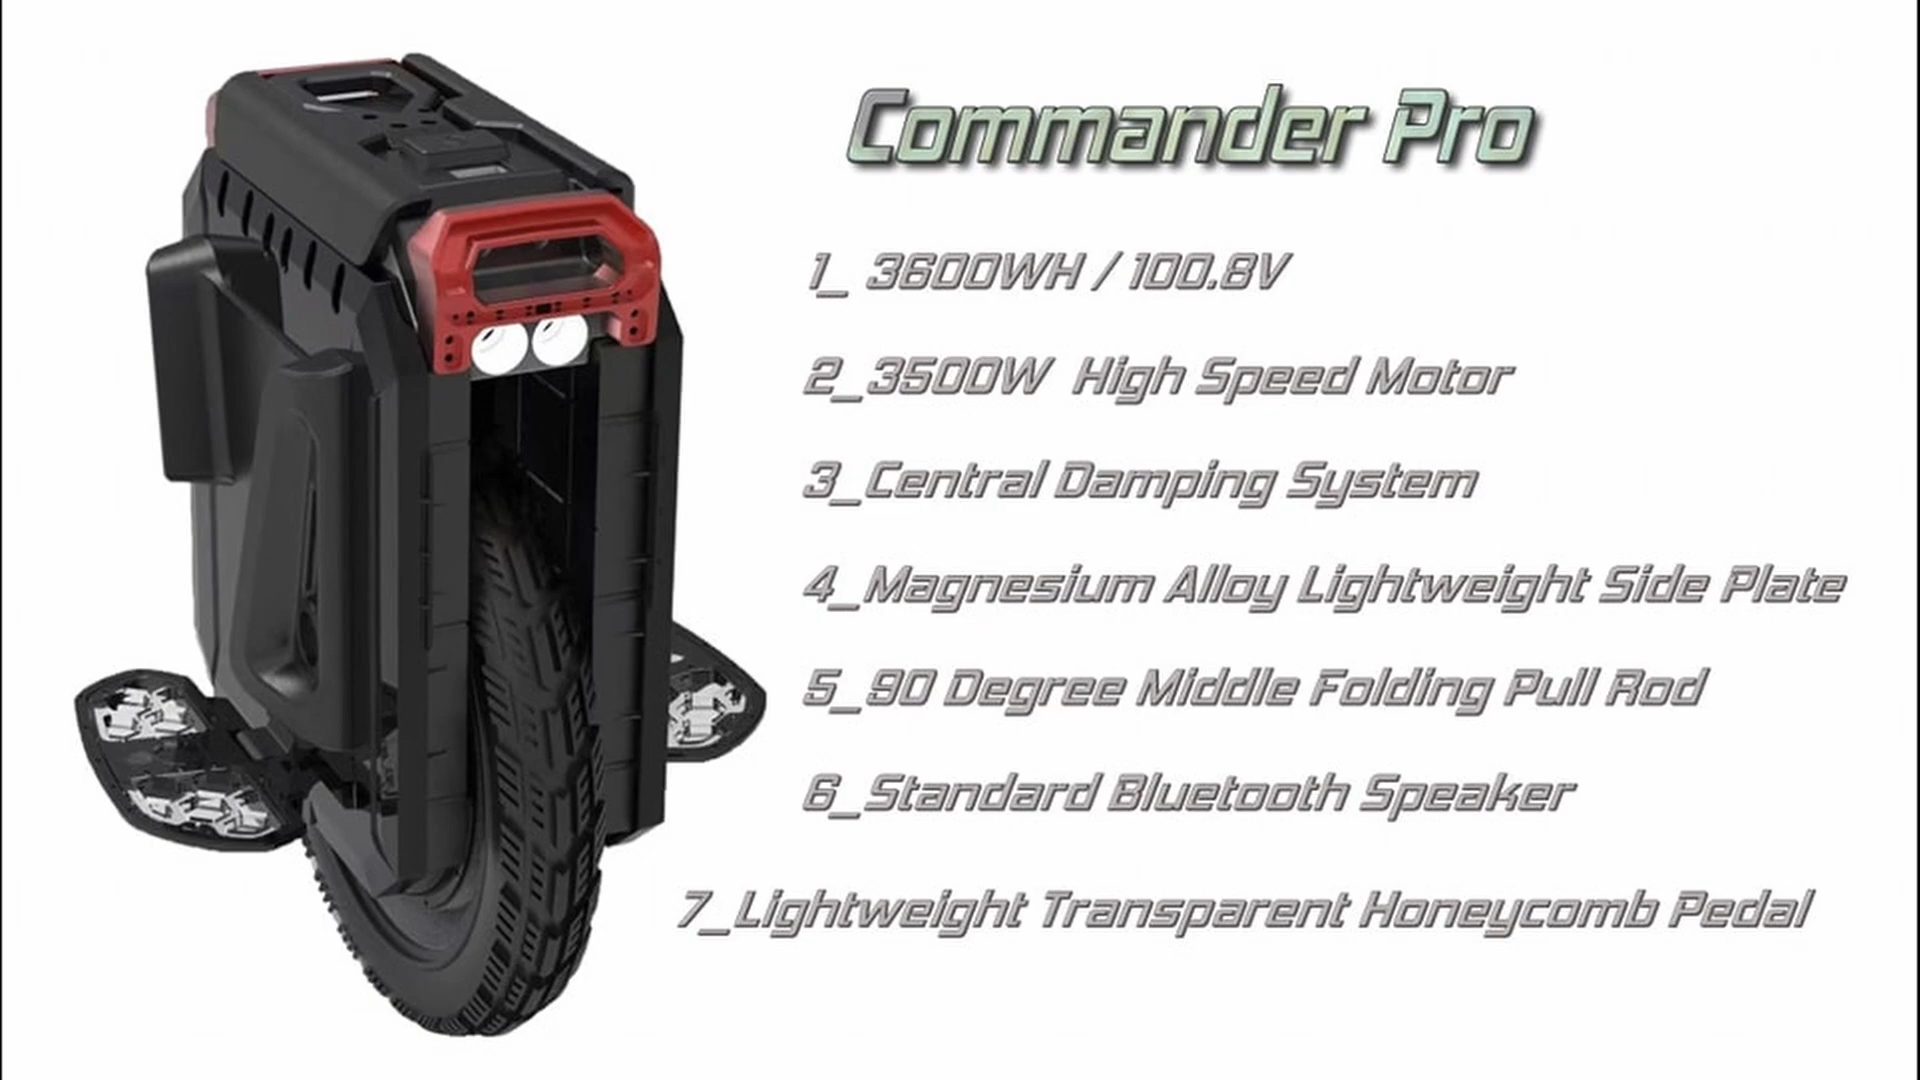 Commander Pro
1_ 3600WH / 100.8V
2_3500W High Speed Motor
3_Central Damping System
4_Magnesium Alloy Lightweight Side Plate
5_90 Degree Middle Folding Pull Rod
6_Standard Bluetooth Speaker
7_Lightweight Transparent Honeycomb Pedal